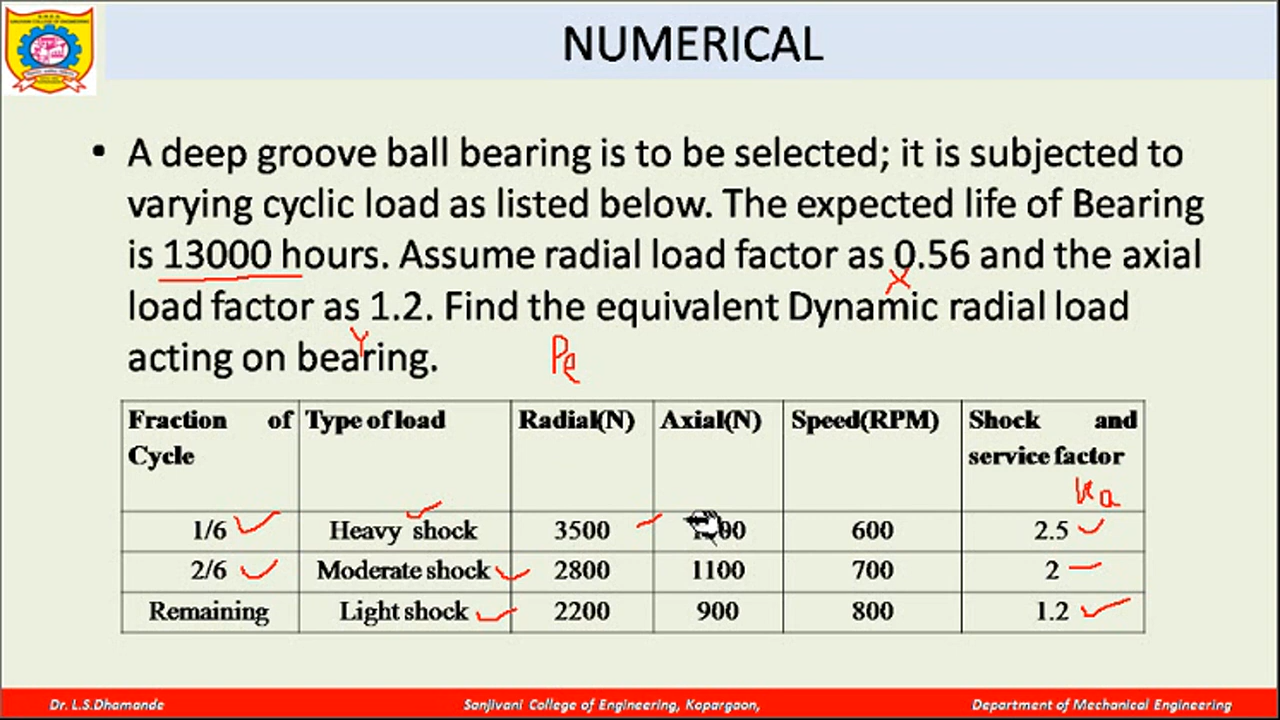 NUMERICAL
• A deep groove ball bearing is to be selected; it is subjected to
varying cyclic load as listed below. The expected life of Bearing
is 13000 hours. Assume radial load factor as 0.56 and the axial
X
load factor as 1.2. Find the equivalent Dynamic radial load
Y
acting on bearing.
Pe
Fraction of Cycle Type of load Radial(N) Axial(N) Speed(RPM) Shock and service factor
Ka
1/6 Heavy shock 3500 600 2.5
2/6 Moderate shock 2800 1100 700 2
Remaining Light shock 2200 900 800 1.2
Dr. L.S.Dhamande Sanjivani College of Engineering, Kopargaon, Department of Mechanical Engineering